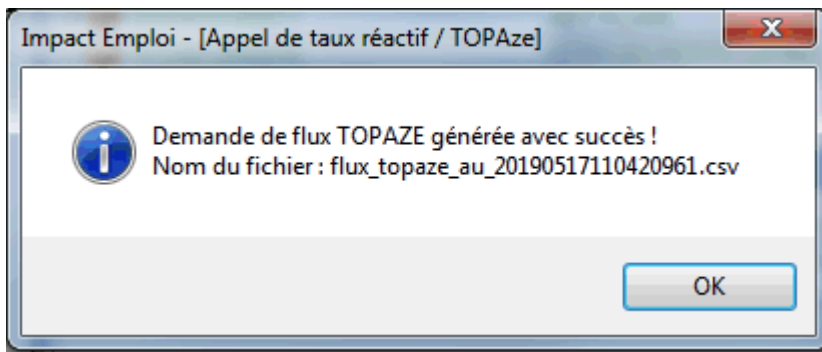 Impact Emploi - [Appel de taux réactif / TOPAze]
Demande de flux TOPAZE générée avec succès !
Nom du fichier : flux_topaze_au_20190517110420961.csv
OK